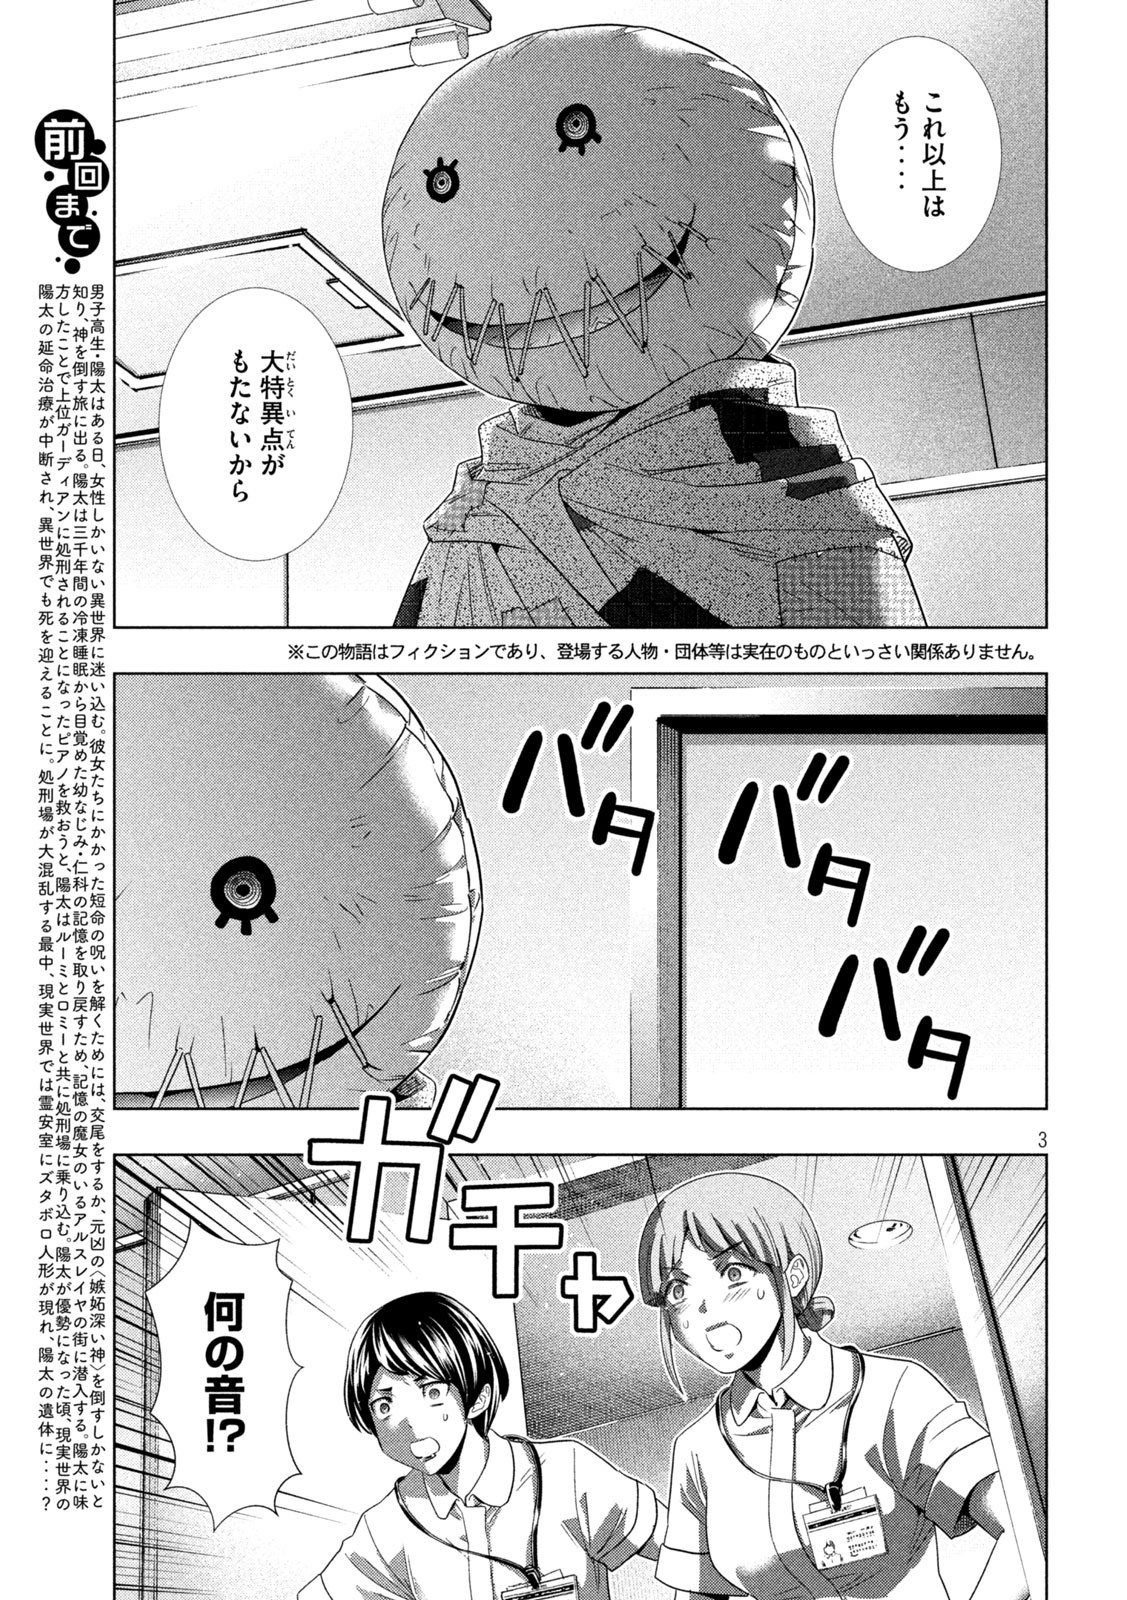 これ以上は
もう‥‥
大特異点が
だいとくいてん
もたないから
※この物語はフィクションであり、登場する人物・団体等は実在のものといっさい関係ありません。
バタ
バタ
バタ
3
ガチャ
何の音!?
前回まで
男子高生・陽太はある日、女性しかいない異世界に迷い込む。彼女たちにかかった短命の呪いを解くためには、交尾をするか、元凶の〈嫉妬深い神〉を倒すしかないと
知り、神を倒す旅に出る。陽太は三千年間の冷凍睡眠から目覚めた幼なじみ・仁科の記憶を取り戻すため、記憶の魔女のいるアルスレイヤの街に潜入する。陽太に味
方したことで上位ガーディアンに処刑されることになったピアノを救おうと、陽太はルーミとロミーと共に処刑場に乗り込む。陽太が優勢になった頃、現実世界の
陽太の延命治療が中断され、異世界でも死を迎えることに。処刑場が大混乱する最中、現実世界では霊安室にズタボロ人形が現れ、陽太の遺体に‥‥?